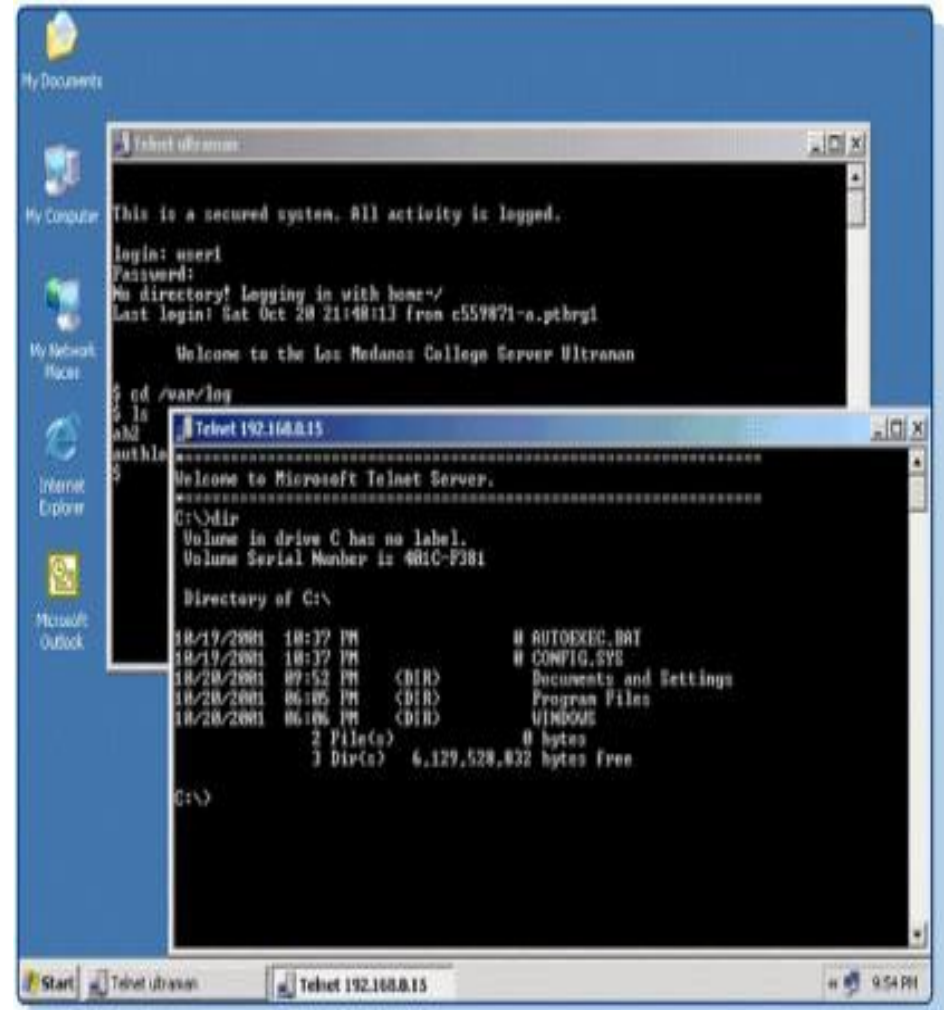 My Documents
My Computer
My Network
Places
Internet
Explorer
Microsoft
Outlook
Telnet ultraman
This is a secured system. All activity is logged.
login: user1
Password:
No directory! Logging in with home=/
Last login: Sat Oct 20 21:48:13 from c559871-a.ptbrg1
Welcome to the Los Medanos College Server Ultraman
$ cd /var/log
$ ls
$
Telnet 192.168.0.15
Welcome to Microsoft Telnet Server.
C:\>dir
Volume in drive C has no label.
Volume Serial Number is 401C-F381
Directory of C:\
10/19/2001 10:37 PM 0 AUTOEXEC.BAT
10/19/2001 10:37 PM 0 CONFIG.SYS
10/20/2001 09:52 PM <DIR> Documents and Settings
10/20/2001 06:05 PM <DIR> Program Files
10/20/2001 06:06 PM <DIR> WINDOWS
2 File(s) 0 bytes
3 Dir(s) 6,129,528,832 bytes free
C:\>
Start
Telnet ultraman
Telnet 192.168.0.15
9:54 PM